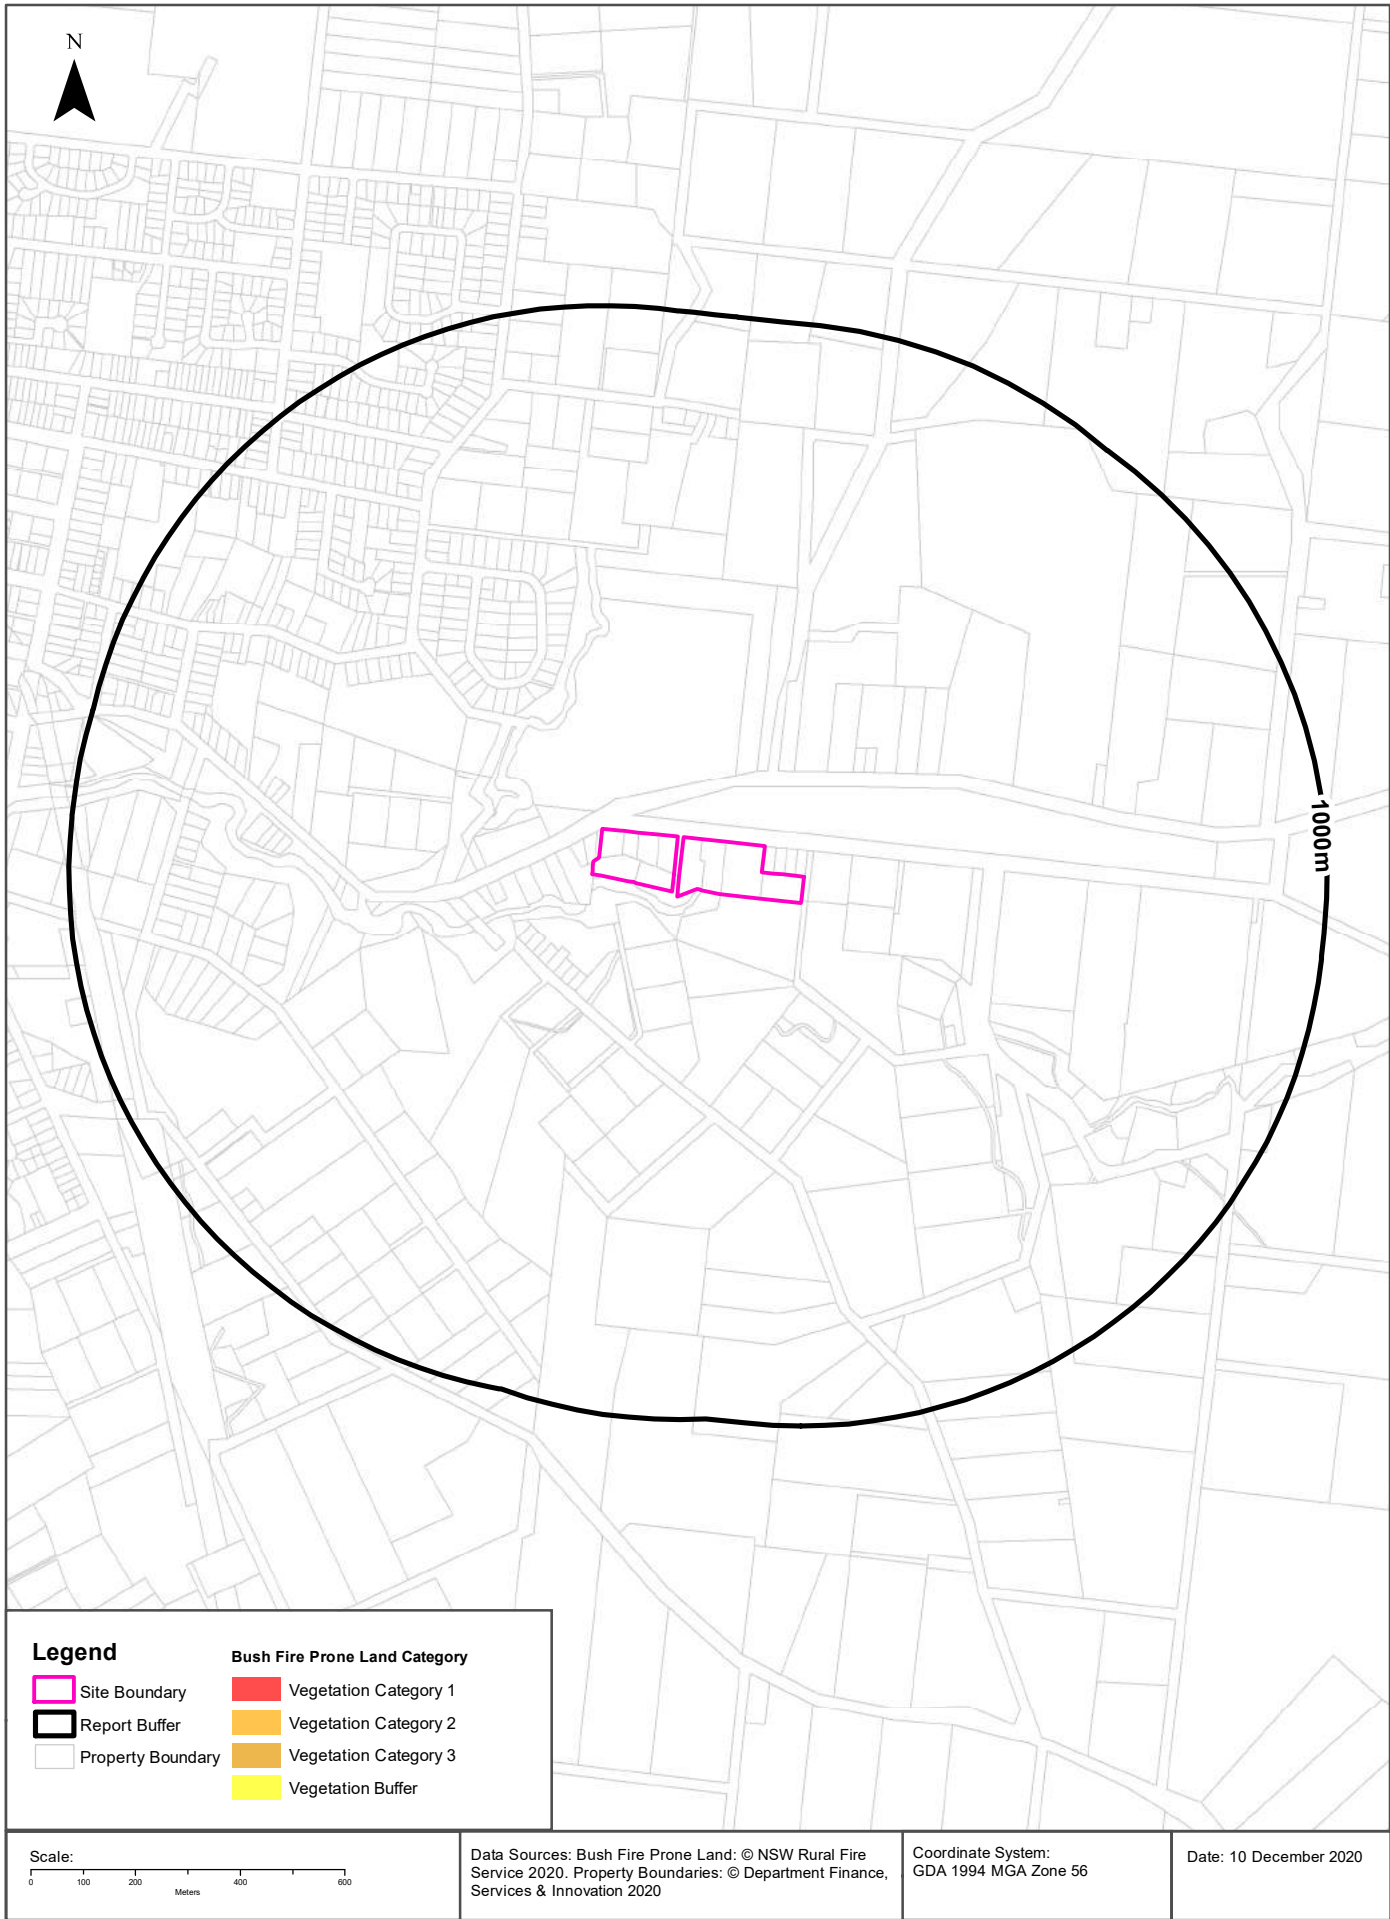 N
1000m
Legend
Site Boundary
Report Buffer
Property Boundary
Bush Fire Prone Land Category
Vegetation Category 1
Vegetation Category 2
Vegetation Category 3
Vegetation Buffer
Scale:
0 100 200 400 600
Meters
Data Sources: Bush Fire Prone Land: © NSW Rural Fire
Service 2020. Property Boundaries: © Department Finance,
Services & Innovation 2020
Coordinate System:
GDA 1994 MGA Zone 56
Date: 10 December 2020